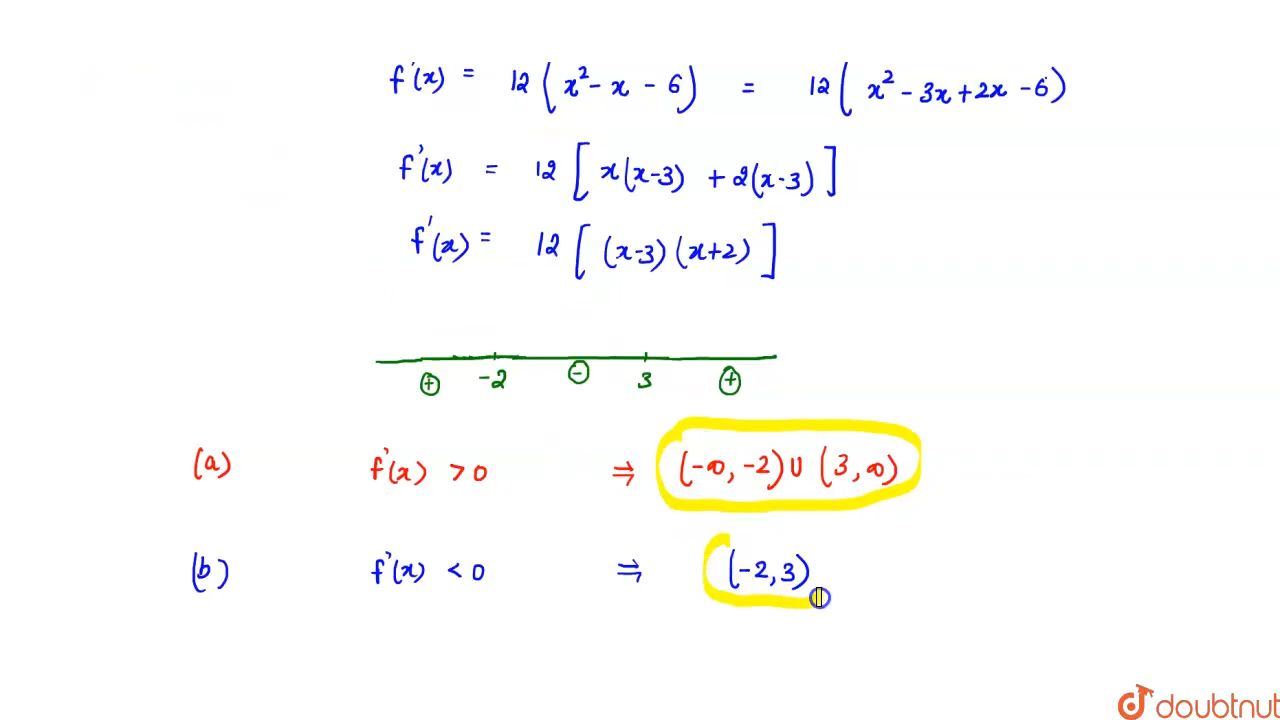 f'(x) = 12(x² - x - 6) = 12(x² - 3x + 2x - 6)
f'(x) = 12[x(x-3) + 2(x-3)]
f'(x) = 12[(x-3)(x+2)]
+ -2 - 3 +
(a) f'(x) > 0 ⇒ (-∞, -2) ∪ (3, ∞)
(b) f'(x) < 0 ⇒ (-2, 3)
doubtnut